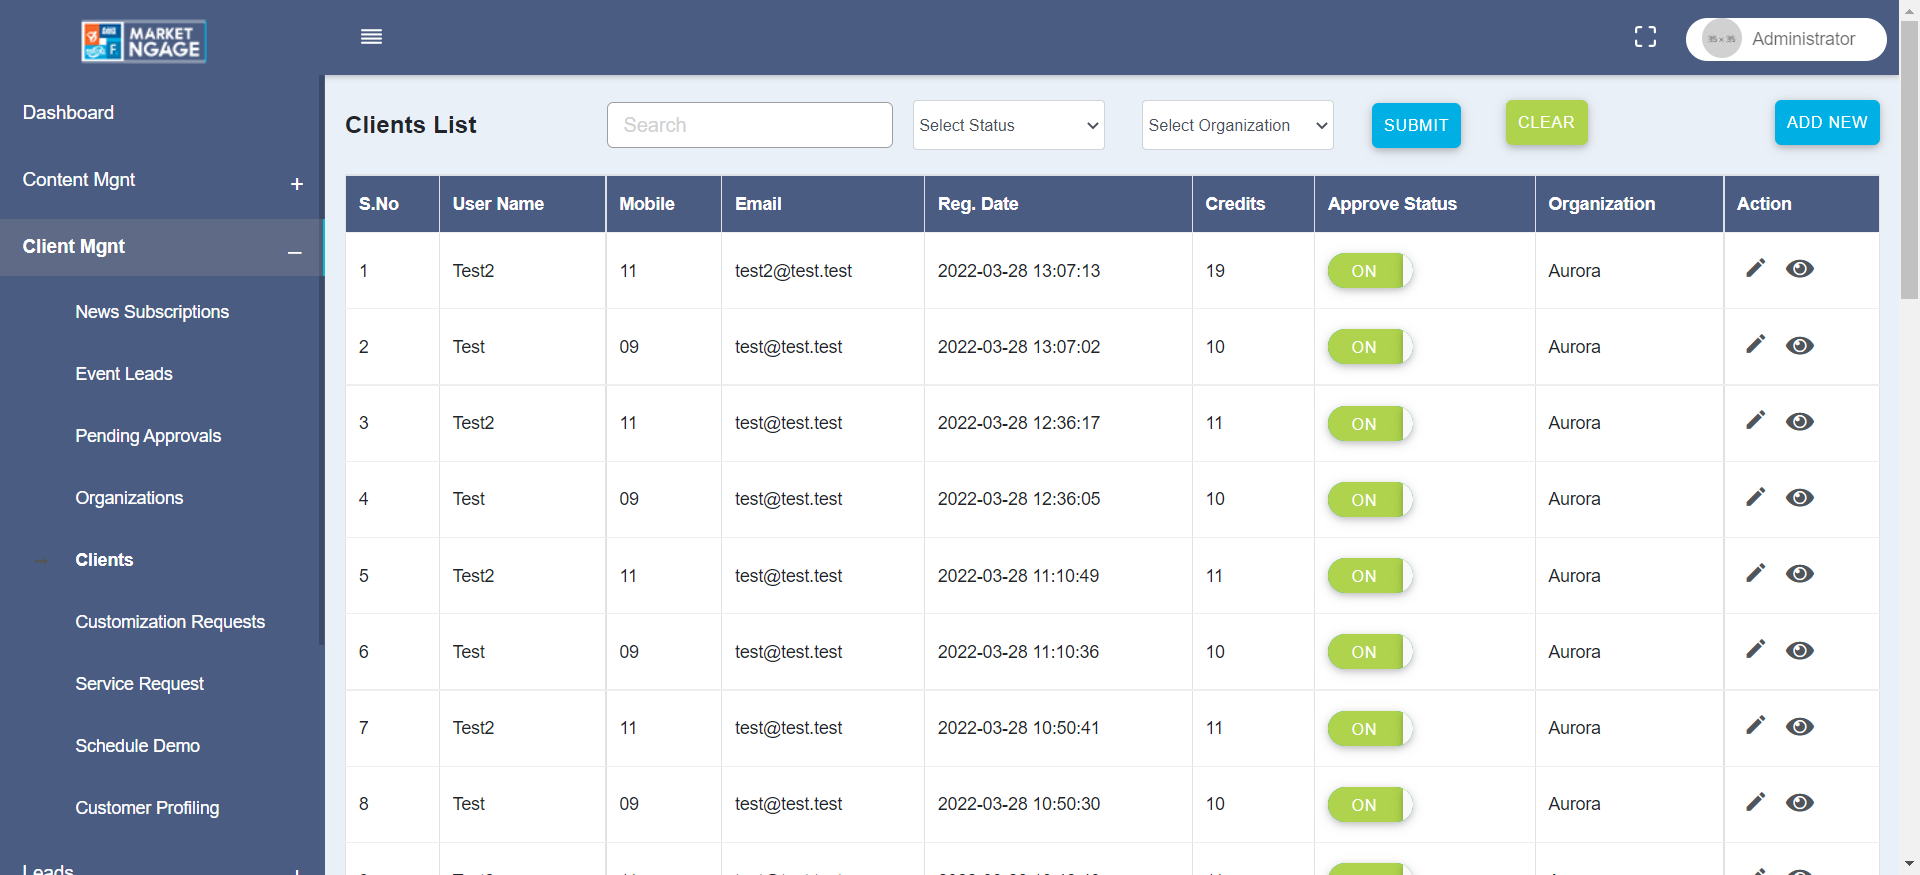 MARKET
NGAGE
Administrator
Dashboard
Content Mgnt +
Client Mgnt –
News Subscriptions
Event Leads
Pending Approvals
Organizations
Clients
Customization Requests
Service Request
Schedule Demo
Customer Profiling
Leads
Clients List
Search
Select Status
Select Organization
SUBMIT
CLEAR
ADD NEW
S.No User Name Mobile Email Reg. Date Credits Approve Status Organization Action
1 Test2 11 test2@test.test 2022-03-28 13:07:13 19 ON Aurora
2 Test 09 test@test.test 2022-03-28 13:07:02 10 ON Aurora
3 Test2 11 test@test.test 2022-03-28 12:36:17 11 ON Aurora
4 Test 09 test@test.test 2022-03-28 12:36:05 10 ON Aurora
5 Test2 11 test@test.test 2022-03-28 11:10:49 11 ON Aurora
6 Test 09 test@test.test 2022-03-28 11:10:36 10 ON Aurora
7 Test2 11 test@test.test 2022-03-28 10:50:41 11 ON Aurora
8 Test 09 test@test.test 2022-03-28 10:50:30 10 ON Aurora